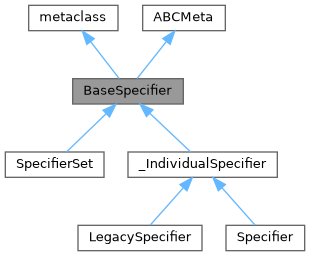 metaclass
ABCMeta
BaseSpecifier
SpecifierSet
_IndividualSpecifier
LegacySpecifier
Specifier